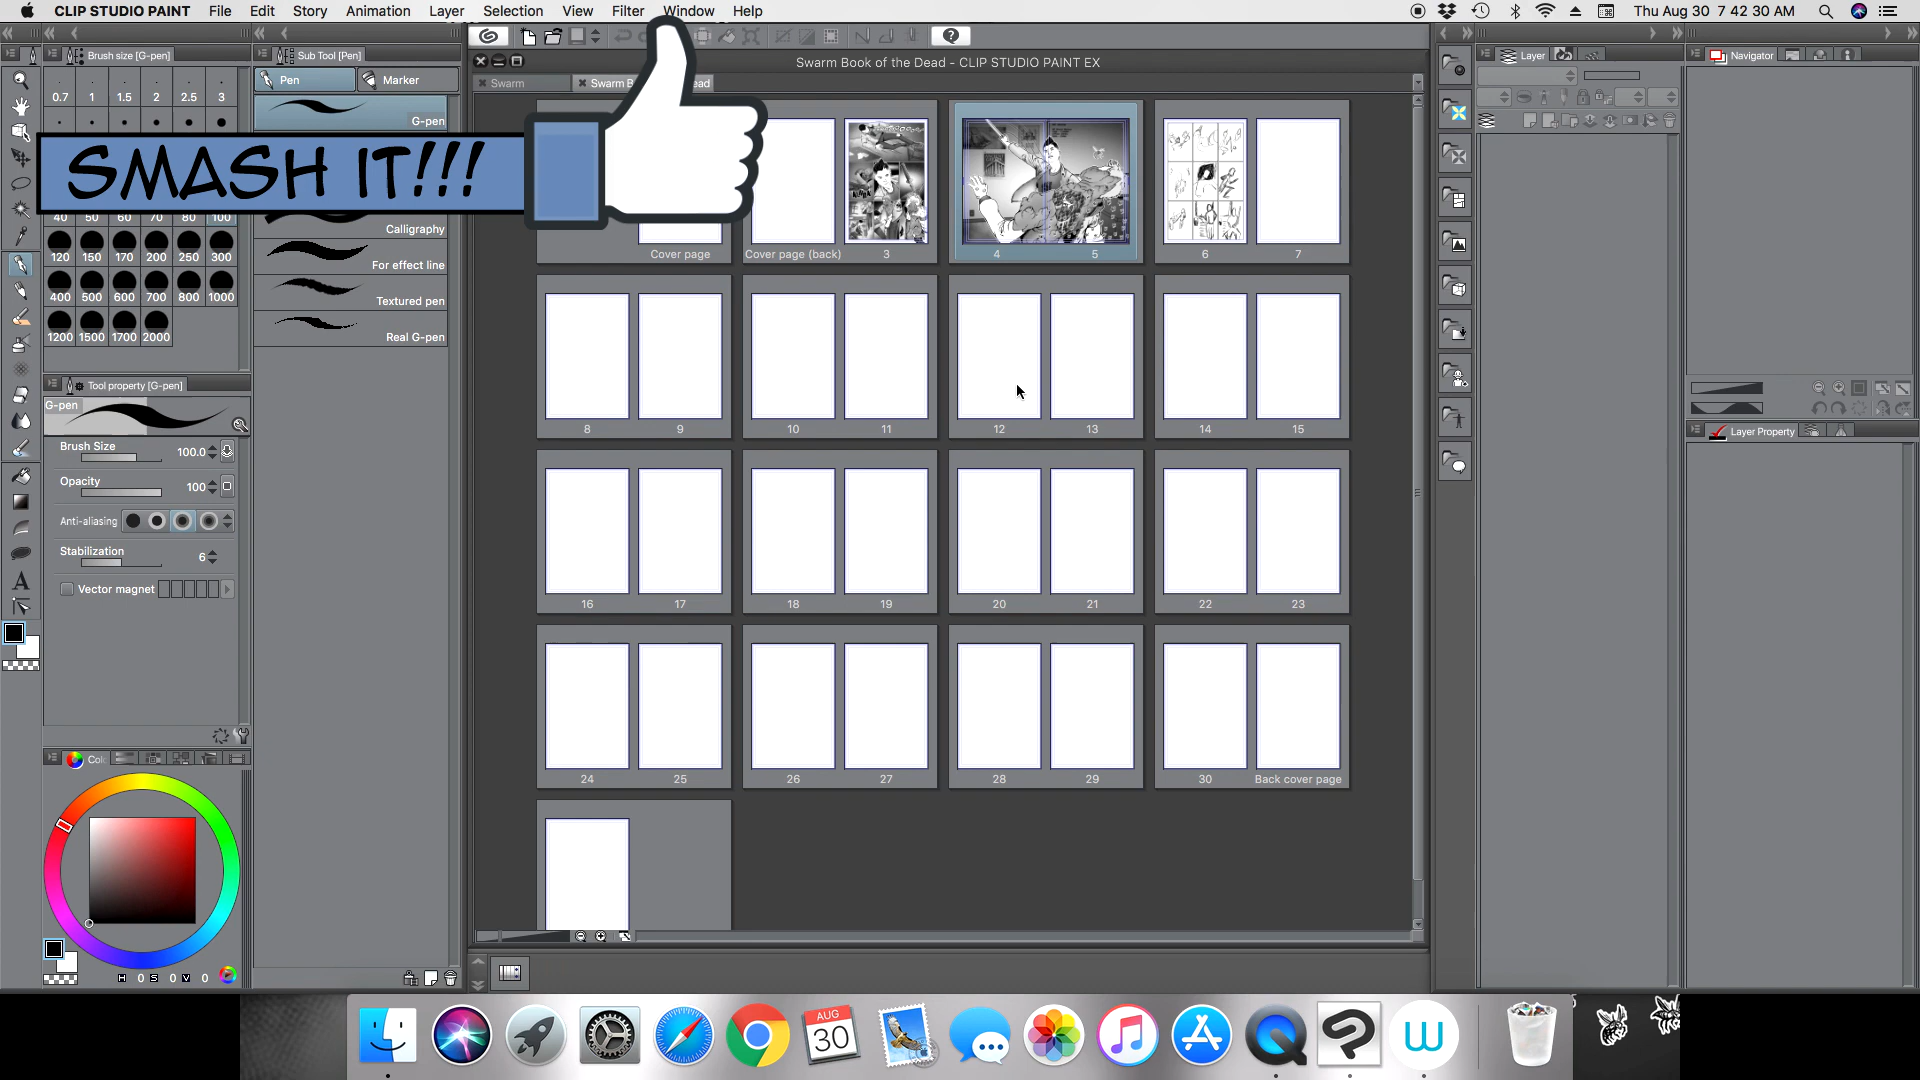 CLIP STUDIO PAINT File Edit Story Animation Layer Selection View Filter Window Help Thu Aug 30 7 42 30 AM
Brush size [G-pen] Sub Tool [Pen] Swarm Book of the Dead - CLIP STUDIO PAINT EX Layer Navigator
Pen Marker Swarm Swarm B ead
0.7 1 1.5 2 2.5 3
G-pen
SMASH IT!!!
40 50 60 70 80 100
Calligraphy
120 150 170 200 250 300
For effect line
400 500 600 700 800 1000
Textured pen
1200 1500 1700 2000
Real G-pen
Cover page Cover page (back) 3 4 5 6 7
8 9 10 11 12 13 14 15
16 17 18 19 20 21 22 23
24 25 26 27 28 29 30 Back cover page
Tool property [G-pen]
G-pen
Brush Size 100.0
Opacity 100
Anti-aliasing
Stabilization 6
Vector magnet
A
Layer Property
Col
H 0 S 0 V 0
AUG
30
W